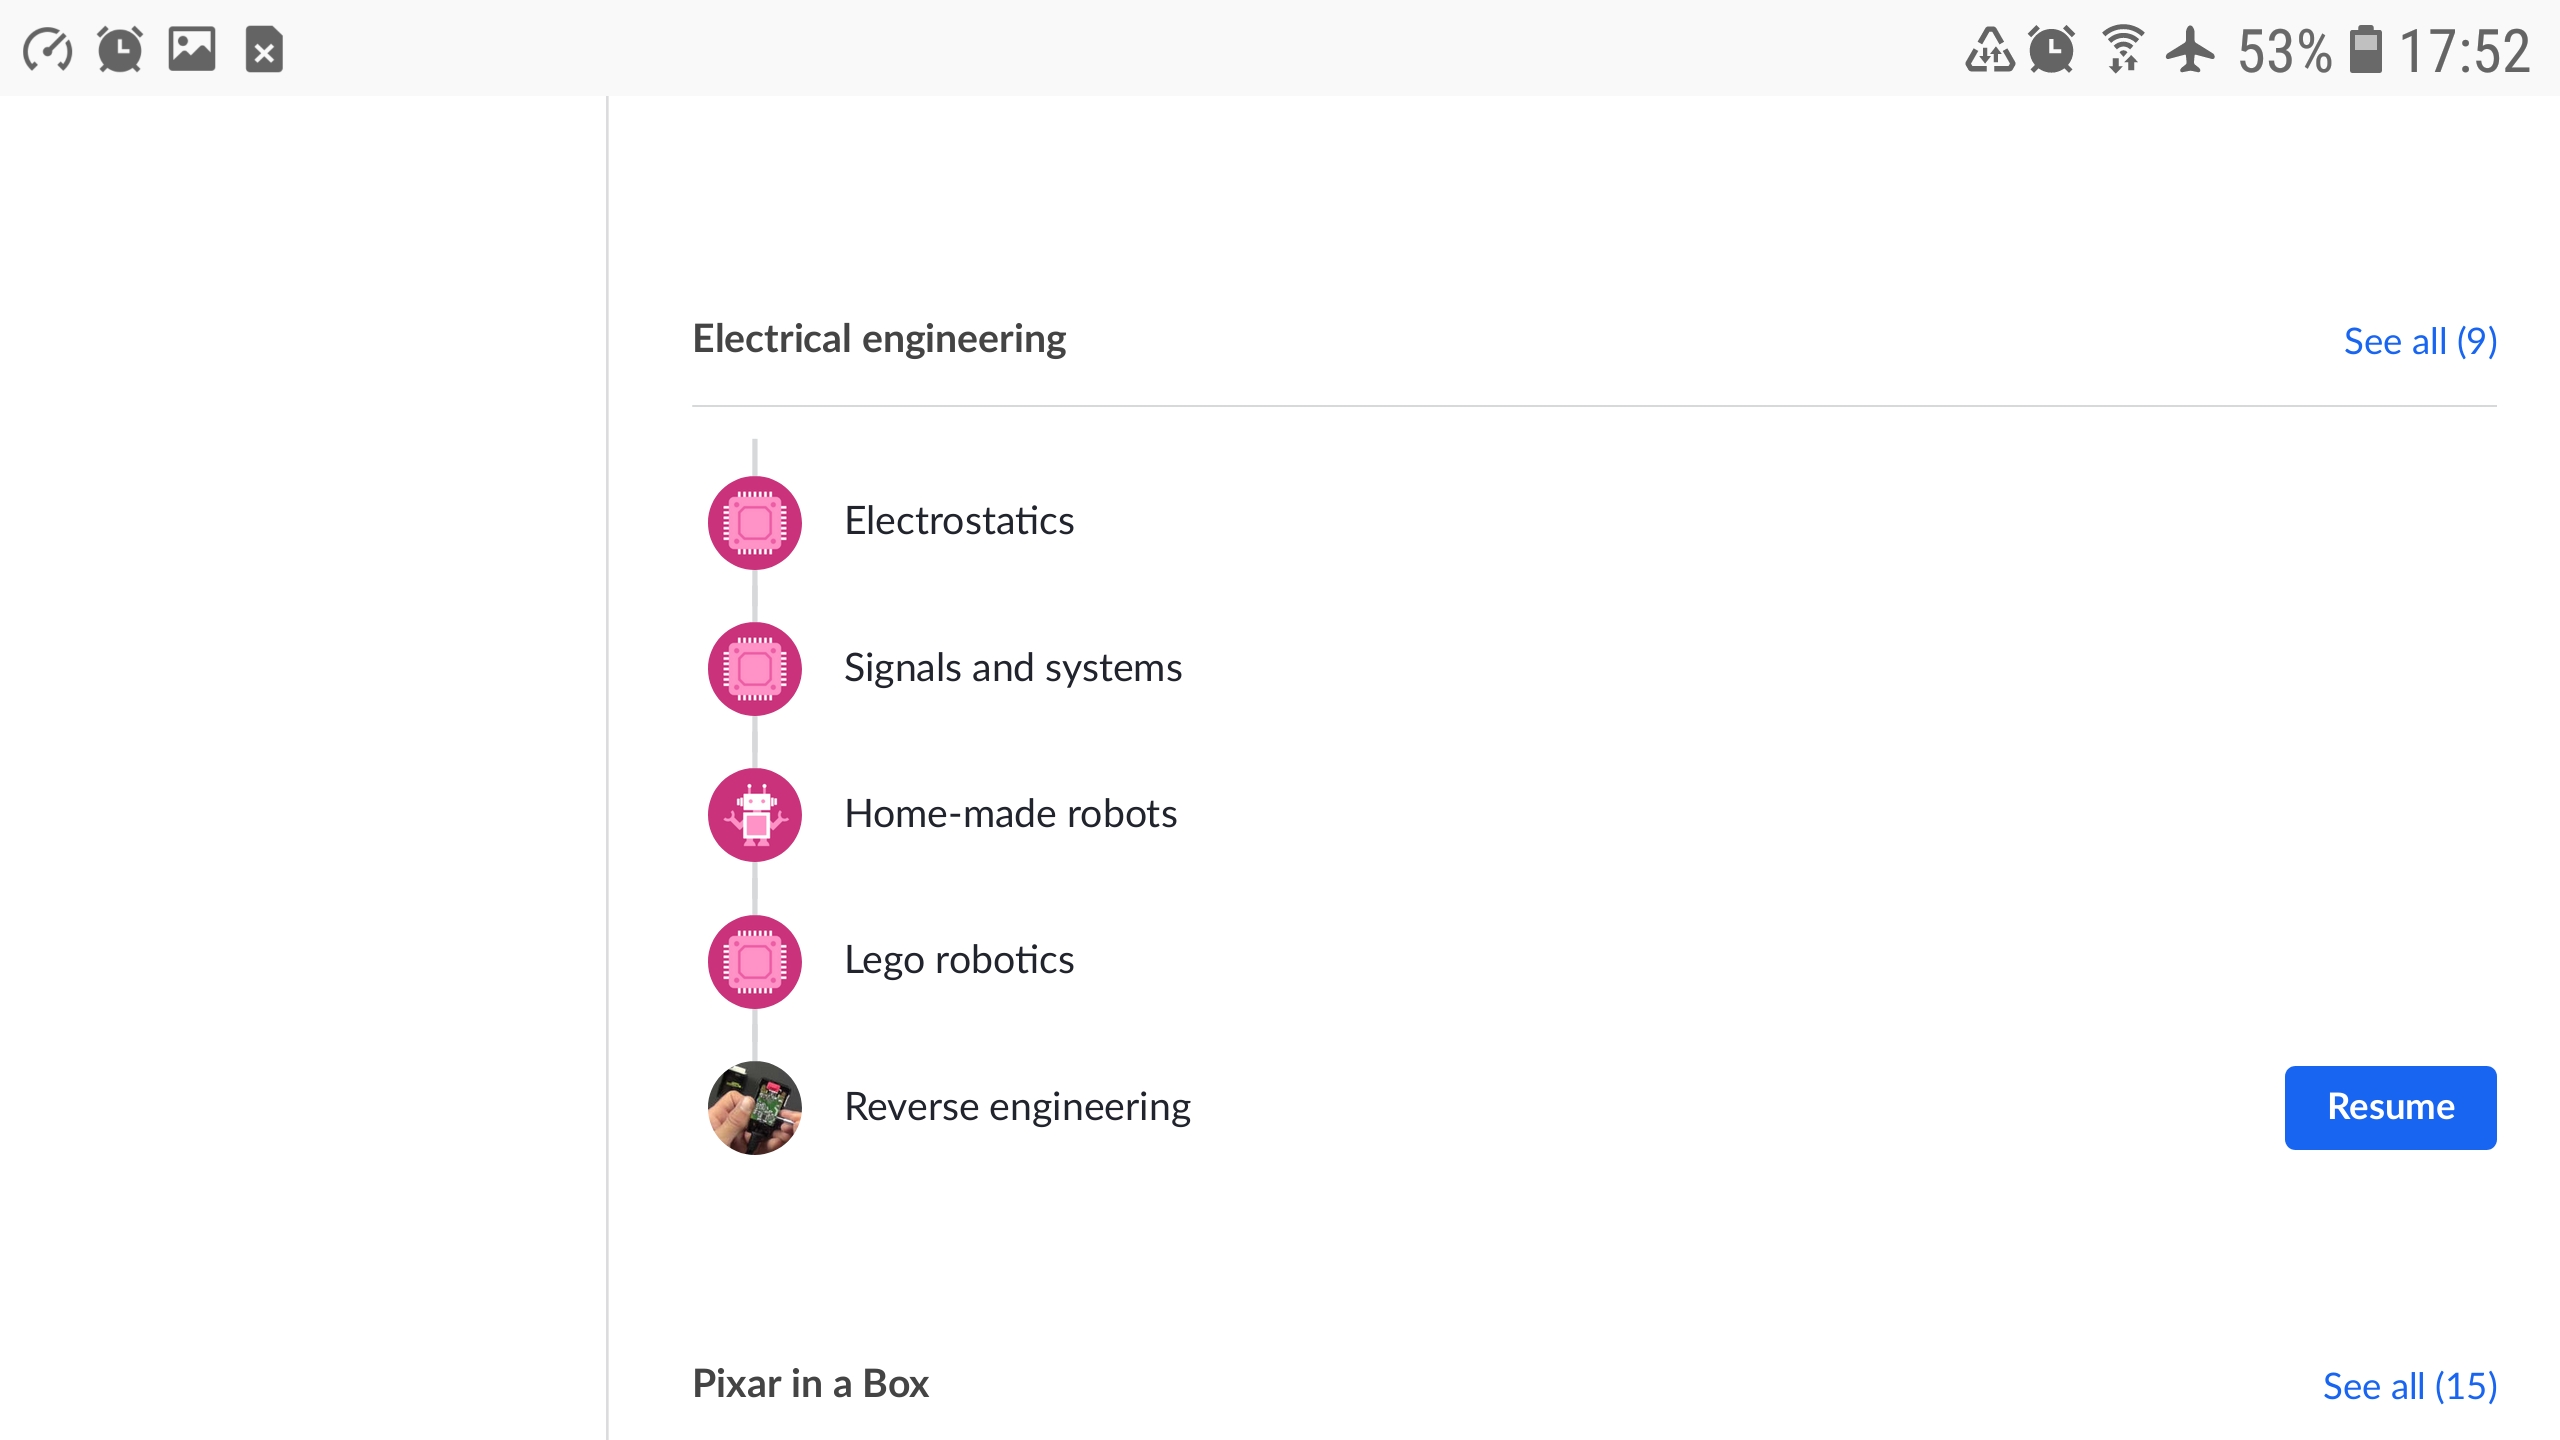 53% 17:52
Electrical engineering See all (9)
Electrostatics
Signals and systems
Home-made robots
Lego robotics
Reverse engineering Resume
Pixar in a Box See all (15)